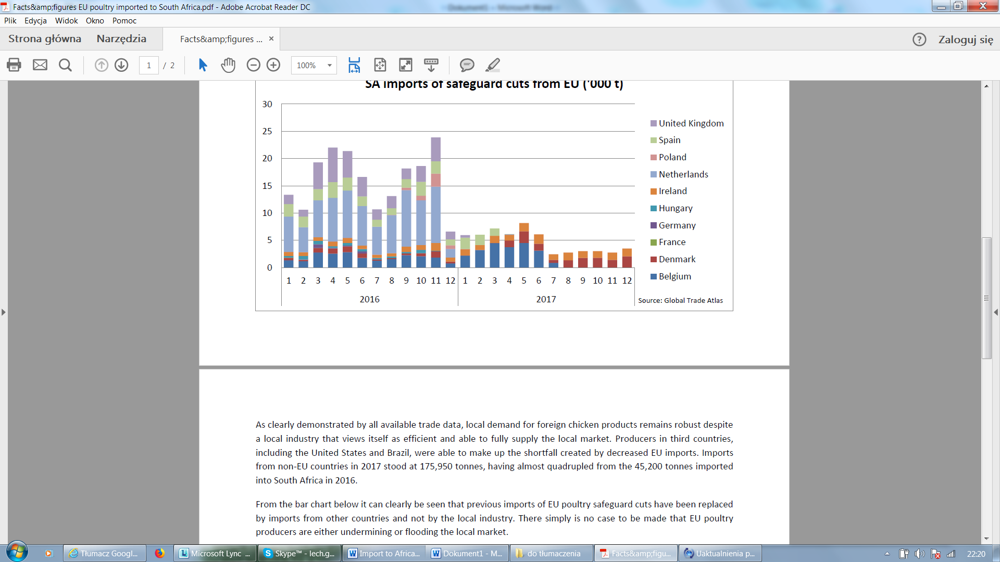 Facts&amp;figures EU poultry imported to South Africa.pdf - Adobe Acrobat Reader DC
Dokument1 - Microsoft Word
Plik Edycja Widok Okno Pomoc
Strona główna Narzędzia Facts&amp;figures ... × ? Zaloguj się
1 / 2 100%
SA imports of safeguard cuts from EU ('000 t)
30
25
20
15
10
5
0
1 2 3 4 5 6 7 8 9 10 11 12 1 2 3 4 5 6 7 8 9 10 11 12
2016 2017
United Kingdom
Spain
Poland
Netherlands
Ireland
Hungary
Germany
France
Denmark
Belgium
Source: Global Trade Atlas
As clearly demonstrated by all available trade data, local demand for foreign chicken products remains robust despite
a local industry that views itself as efficient and able to fully supply the local market. Producers in third countries,
including the United States and Brazil, were able to make up the shortfall created by decreased EU imports. Imports
from non-EU countries in 2017 stood at 175,950 tonnes, having almost quadrupled from the 45,200 tonnes imported
into South Africa in 2016.
From the bar chart below it can clearly be seen that previous imports of EU poultry safeguard cuts have been replaced
by imports from other countries and not by the local industry. There simply is no case to be made that EU poultry
producers are either undermining or flooding the local market.
Tłumacz Googl... Microsoft Lync ... Skype™ - lech.g... Import to Africa... Dokument1 - M... do tłumaczenia Facts&amp;figu... Uaktualnienia p... 22:20